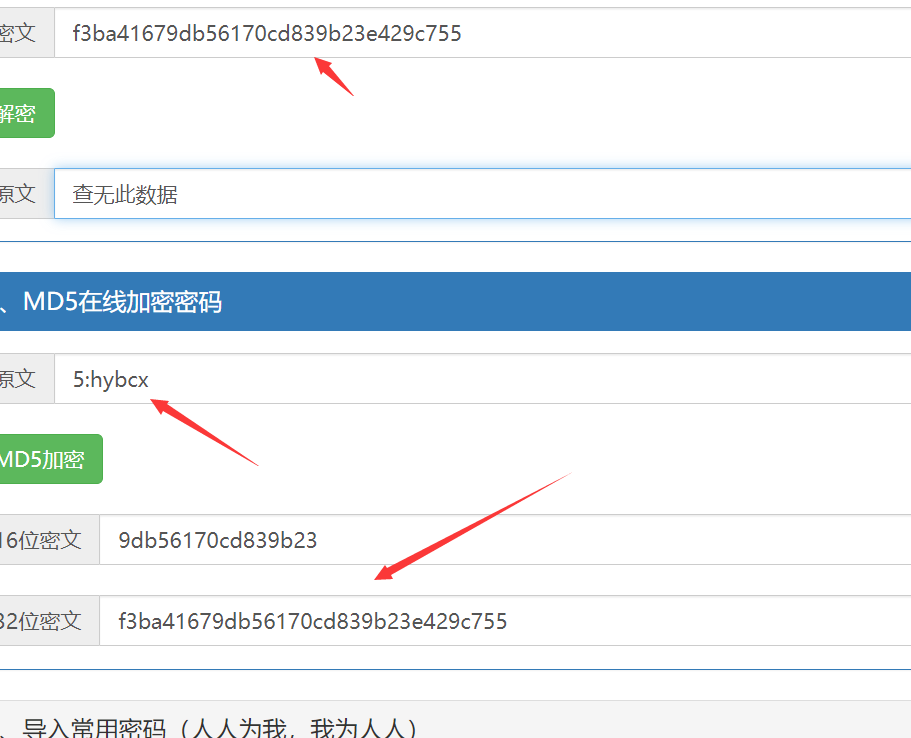 密文 f3ba41679db56170cd839b23e429c755
解密
原文 查无此数据
、MD5在线加密密码
原文 5:hybcx
MD5加密
16位密文 9db56170cd839b23
32位密文 f3ba41679db56170cd839b23e429c755
、导入常用密码（人人为我，我为人人）